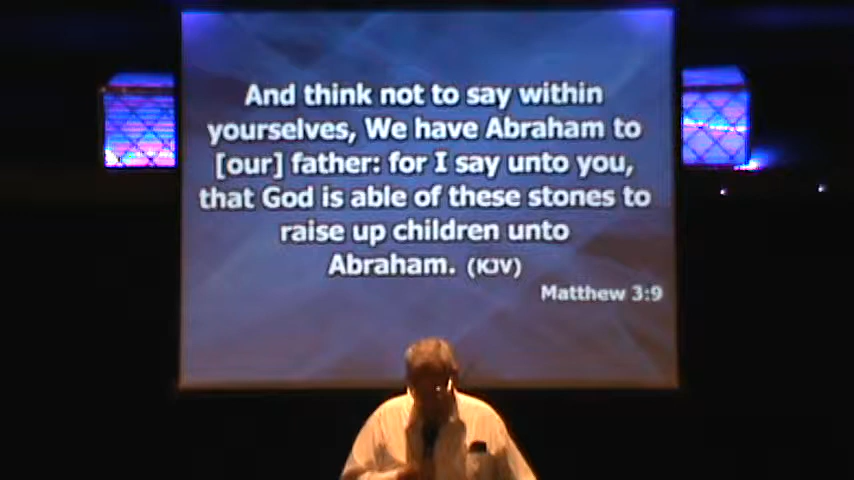 And think not to say within
yourselves, We have Abraham to
[our] father: for I say unto you,
that God is able of these stones to
raise up children unto
Abraham. (KJV)
Matthew 3:9